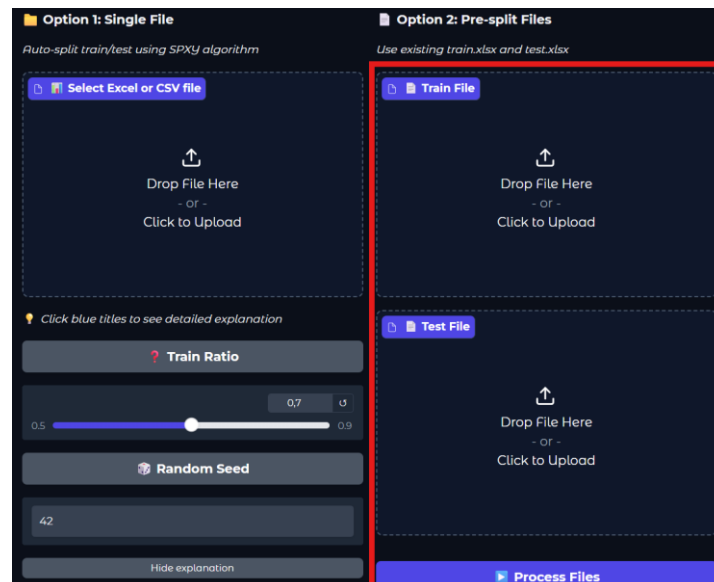 Option 1: Single File
Auto-split train/test using SPXY algorithm
Select Excel or CSV file
Drop File Here
- or -
Click to Upload
Click blue titles to see detailed explanation
Train Ratio
0,7
0.5
0.9
Random Seed
42
Hide explanation
Option 2: Pre-split Files
Use existing train.xlsx and test.xlsx
Train File
Drop File Here
- or -
Click to Upload
Test File
Drop File Here
- or -
Click to Upload
Process Files